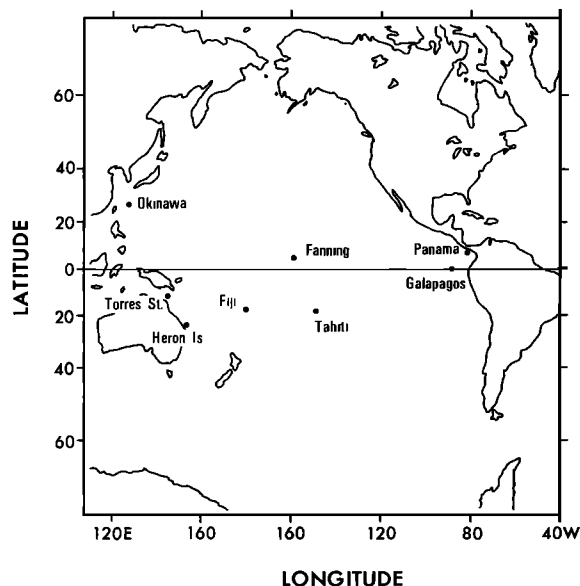 60
40
20
0
20
40
60
LATITUDE
Okinawa
Fanning
Panama
Galapagos
Torres St.
Fiji
Heron Is
Tahiti
120E 160 160 120 80 40W
LONGITUDE